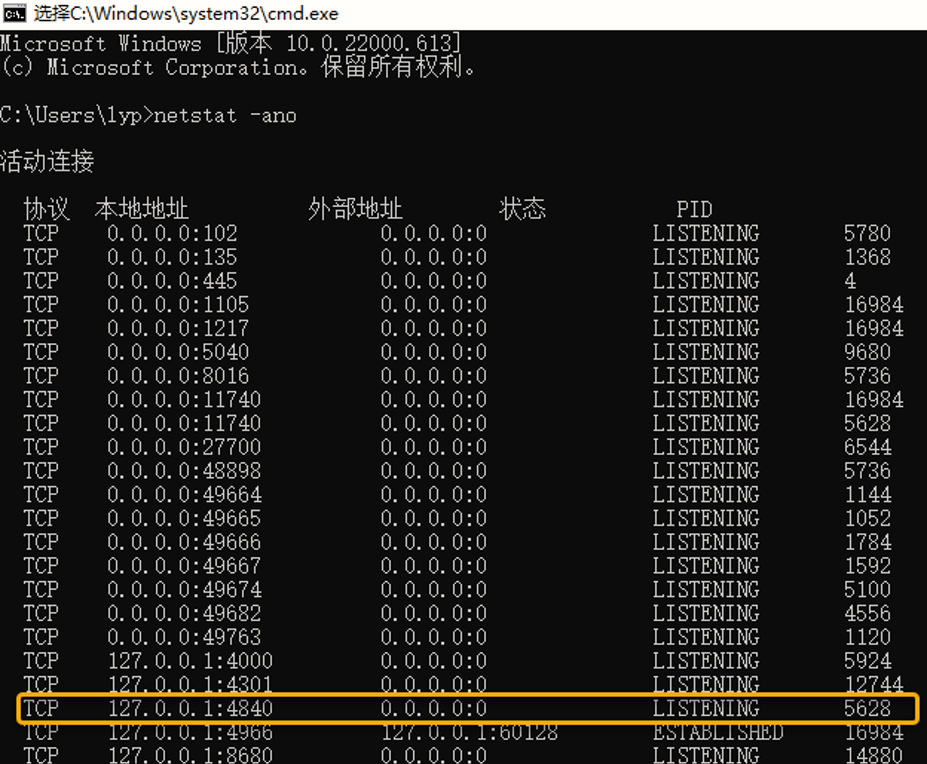 选择C:\Windows\system32\cmd.exe
Microsoft Windows [版本 10.0.22000.613]
(c) Microsoft Corporation。保留所有权利。
C:\Users\lyp>netstat -ano
活动连接
协议 本地地址 外部地址 状态 PID
TCP 0.0.0.0:102 0.0.0.0:0 LISTENING 5780
TCP 0.0.0.0:135 0.0.0.0:0 LISTENING 1368
TCP 0.0.0.0:445 0.0.0.0:0 LISTENING 4
TCP 0.0.0.0:1105 0.0.0.0:0 LISTENING 16984
TCP 0.0.0.0:1217 0.0.0.0:0 LISTENING 16984
TCP 0.0.0.0:5040 0.0.0.0:0 LISTENING 9680
TCP 0.0.0.0:8016 0.0.0.0:0 LISTENING 5736
TCP 0.0.0.0:11740 0.0.0.0:0 LISTENING 16984
TCP 0.0.0.0:11740 0.0.0.0:0 LISTENING 5628
TCP 0.0.0.0:27700 0.0.0.0:0 LISTENING 6544
TCP 0.0.0.0:48898 0.0.0.0:0 LISTENING 5736
TCP 0.0.0.0:49664 0.0.0.0:0 LISTENING 1144
TCP 0.0.0.0:49665 0.0.0.0:0 LISTENING 1052
TCP 0.0.0.0:49666 0.0.0.0:0 LISTENING 1784
TCP 0.0.0.0:49667 0.0.0.0:0 LISTENING 1592
TCP 0.0.0.0:49674 0.0.0.0:0 LISTENING 5100
TCP 0.0.0.0:49682 0.0.0.0:0 LISTENING 4556
TCP 0.0.0.0:49763 0.0.0.0:0 LISTENING 1120
TCP 127.0.0.1:4000 0.0.0.0:0 LISTENING 5924
TCP 127.0.0.1:4301 0.0.0.0:0 LISTENING 12744
TCP 127.0.0.1:4840 0.0.0.0:0 LISTENING 5628
TCP 127.0.0.1:4966 127.0.0.1:60128 ESTABLISHED 16984
TCP 127.0.0.1:8680 0.0.0.0:0 LISTENING 14880